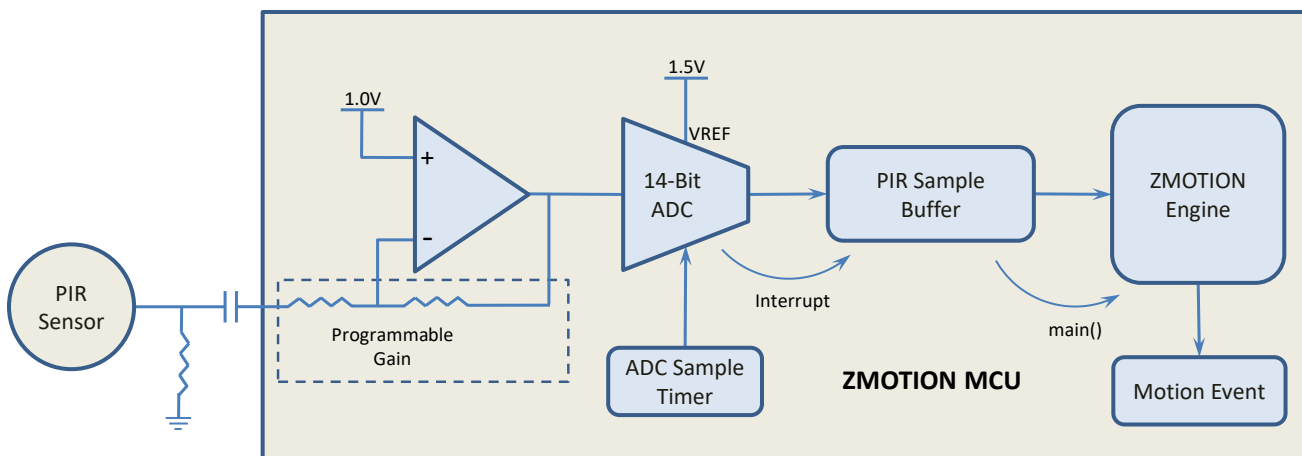 PIR
Sensor
1.0V
+
-
Programmable
Gain
1.5V
VREF
14-Bit
ADC
ADC Sample
Timer
Interrupt
PIR Sample
Buffer
main()
ZMOTION
Engine
Motion Event
ZMOTION MCU